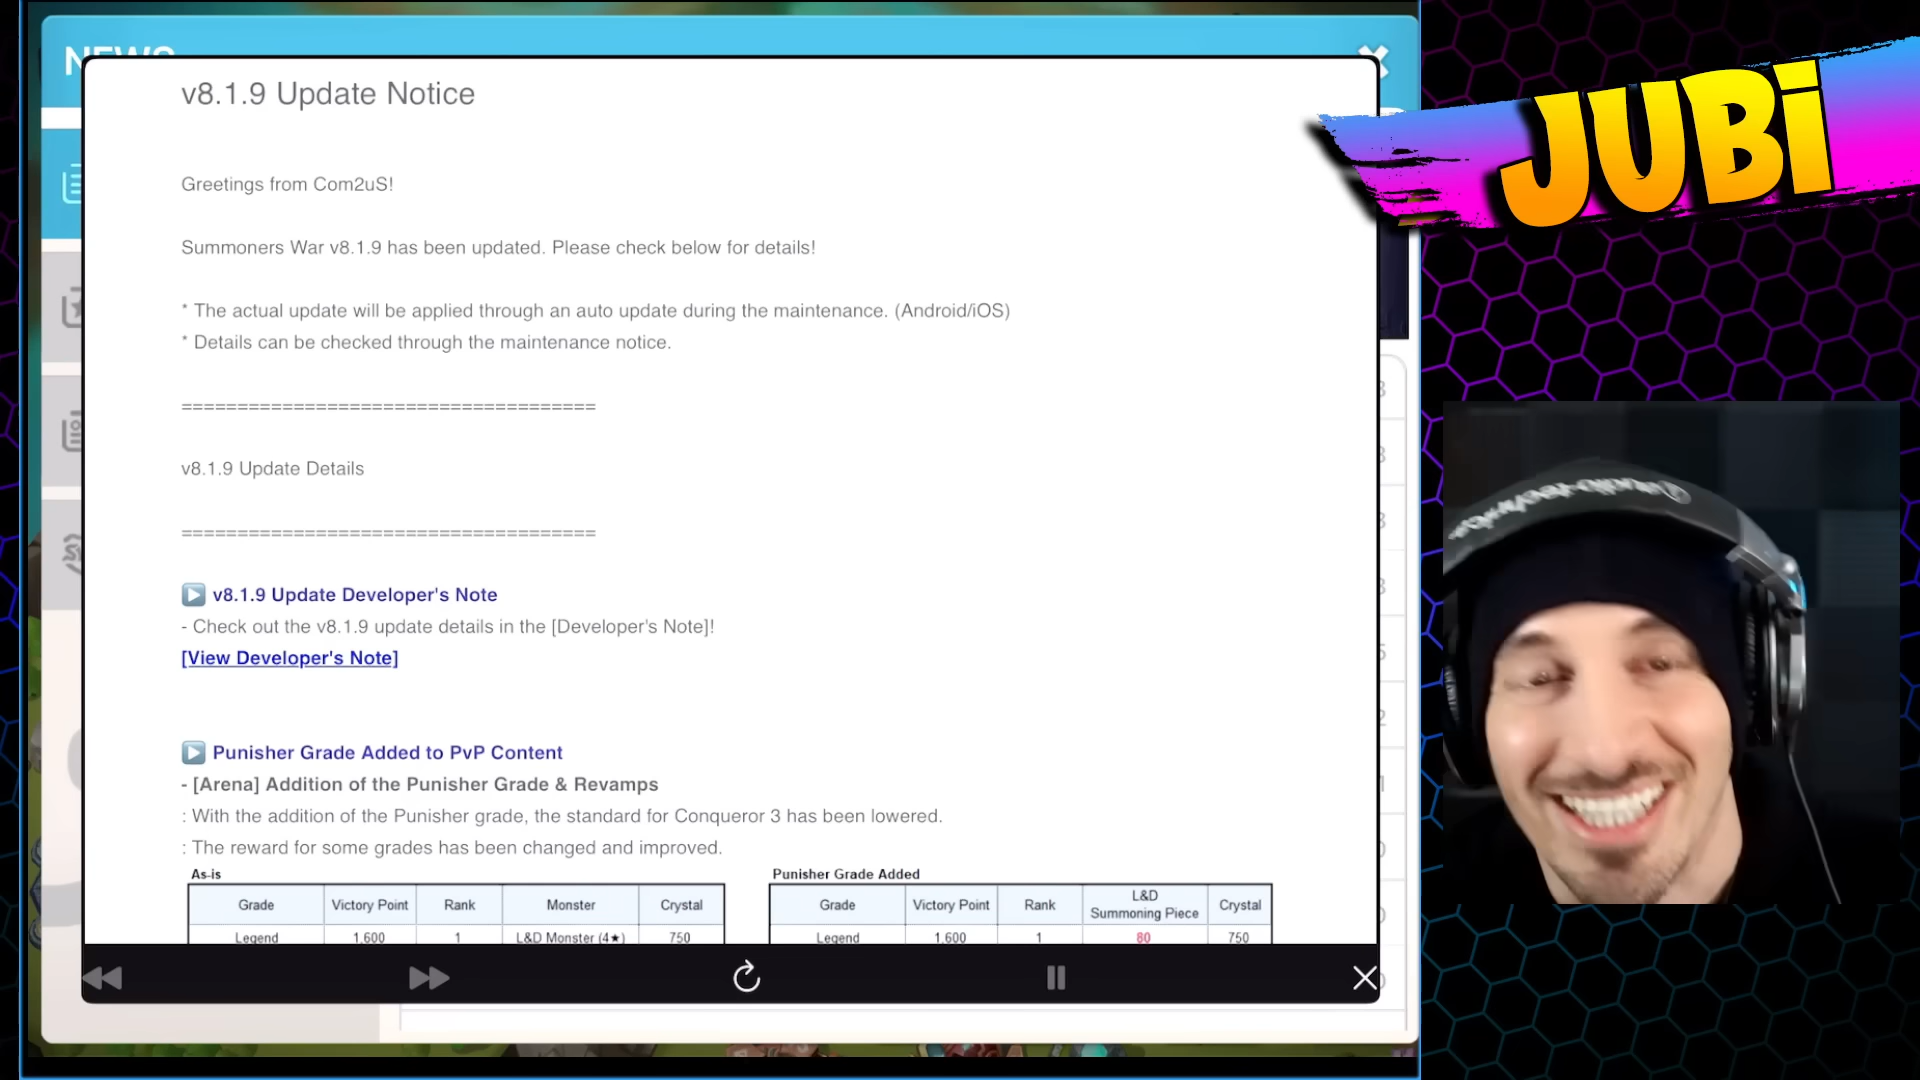 NEWS
v8.1.9 Update Notice
Greetings from Com2uS!
Summoners War v8.1.9 has been updated. Please check below for details!
* The actual update will be applied through an auto update during the maintenance. (Android/iOS)
* Details can be checked through the maintenance notice.
=====================================
v8.1.9 Update Details
=====================================
v8.1.9 Update Developer's Note
- Check out the v8.1.9 update details in the [Developer's Note]!
[View Developer's Note]
Punisher Grade Added to PvP Content
- [Arena] Addition of the Punisher Grade & Revamps
: With the addition of the Punisher grade, the standard for Conqueror 3 has been lowered.
: The reward for some grades has been changed and improved.
As-is
Grade Victory Point Rank Monster Crystal
Legend 1,600 1 L&D Monster (4★) 750
Punisher Grade Added
Grade Victory Point Rank L&D Summoning Piece Crystal
Legend 1,600 1 80 750
JUBi